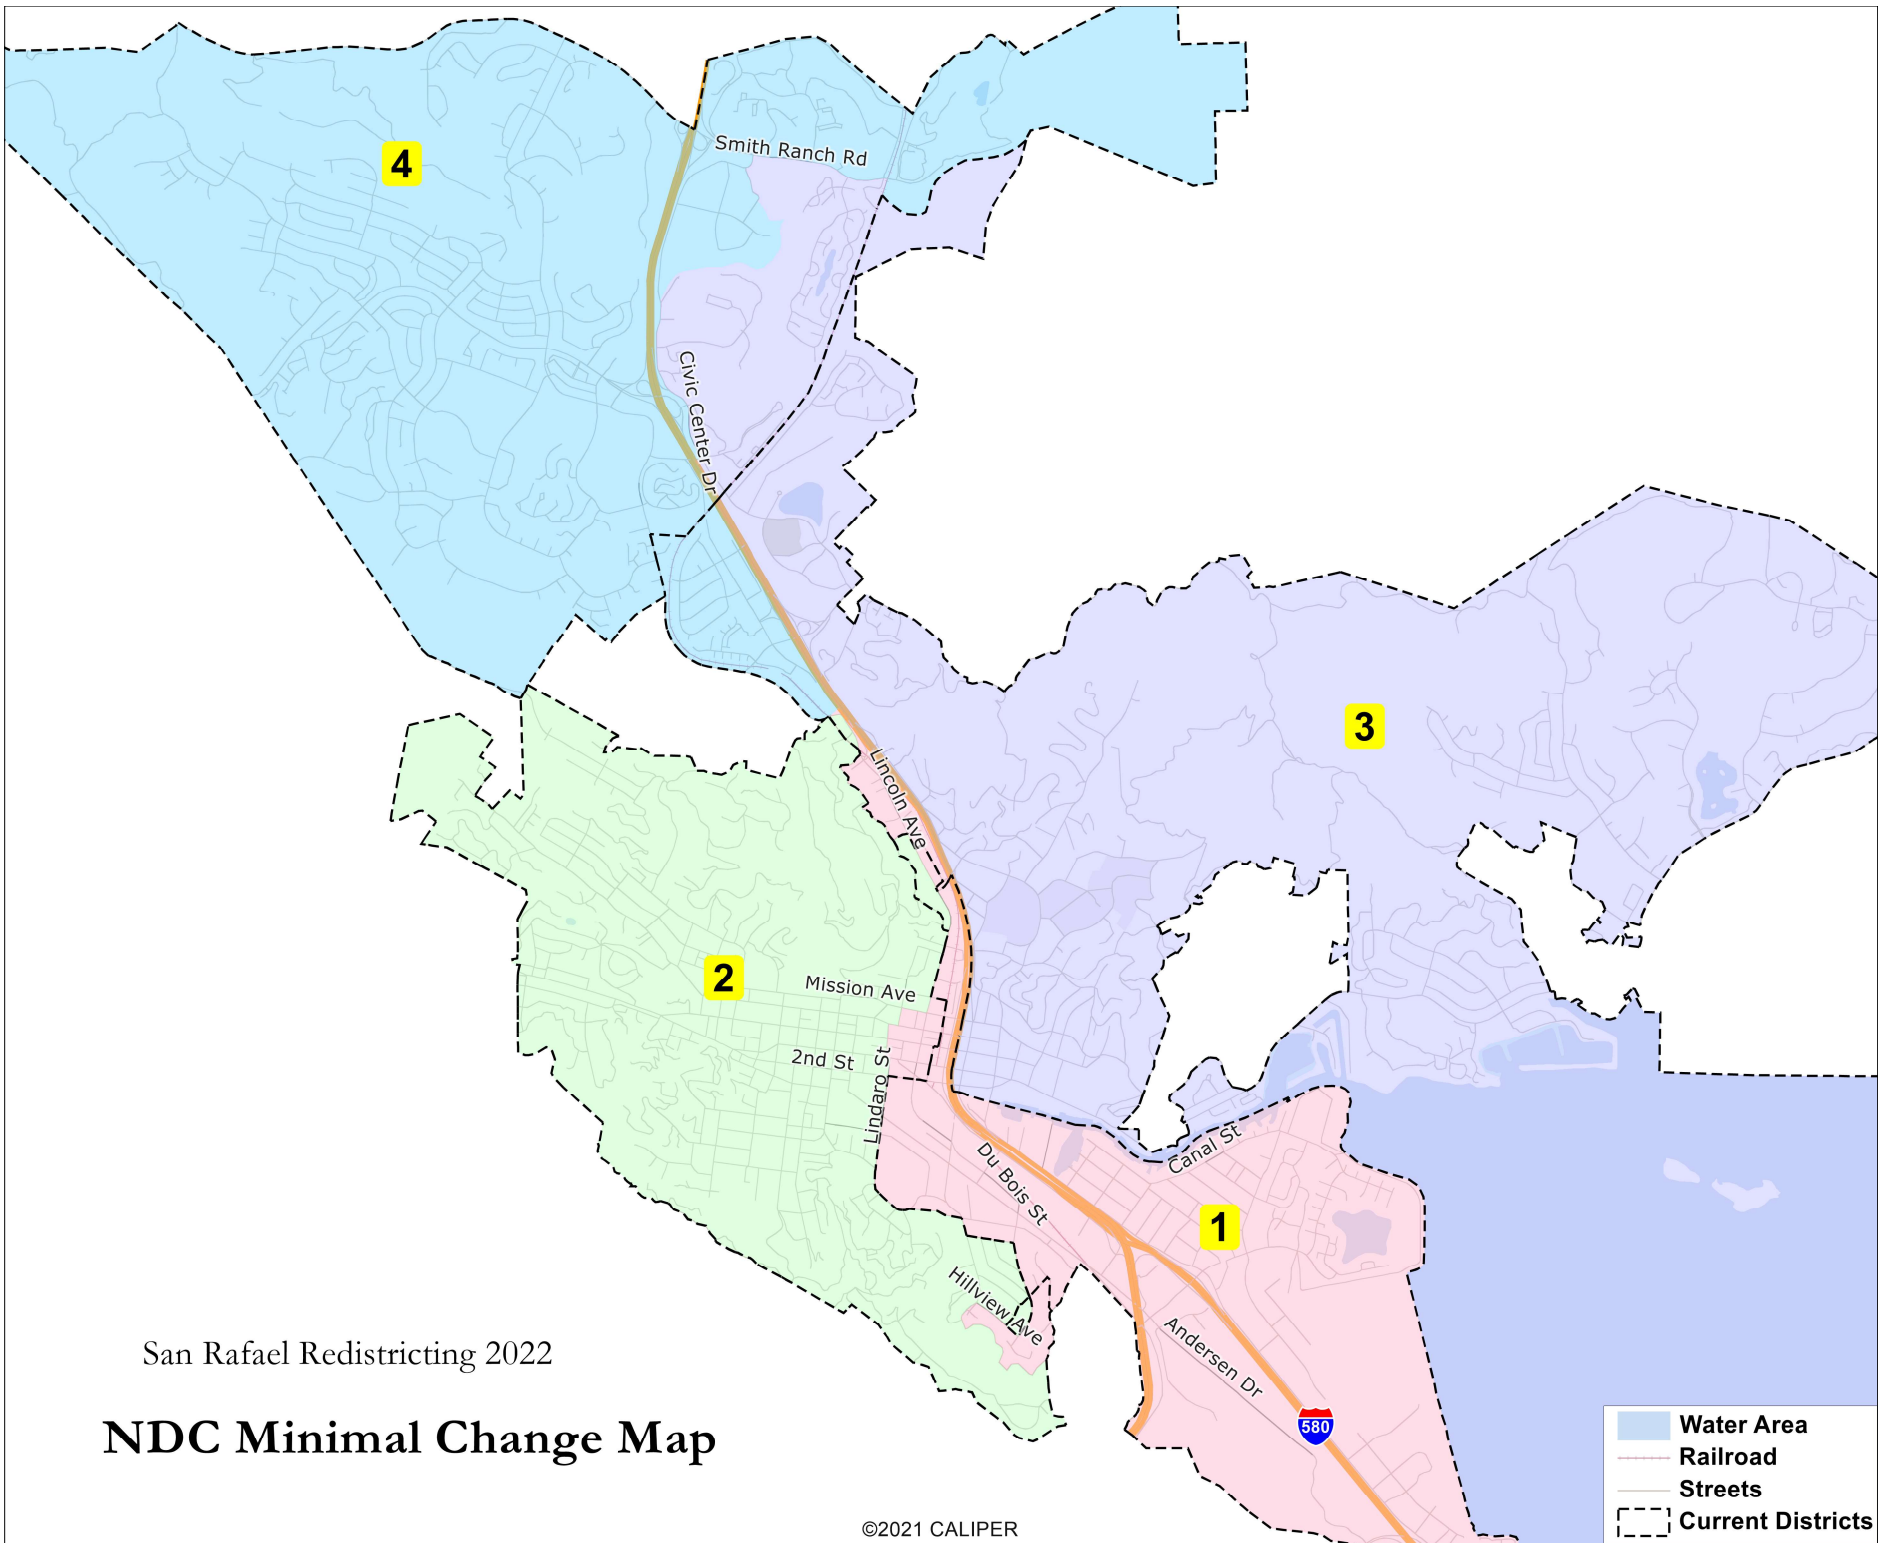 4
Smith Ranch Rd
Civic Center Dr
3
Lincoln Ave
2
Mission Ave
2nd St
Lindaro St
Canal St
Du Bois St
1
Hillview Ave
Andersen Dr
580
San Rafael Redistricting 2022
NDC Minimal Change Map
Water Area
Railroad
Streets
Current Districts
©2021 CALIPER